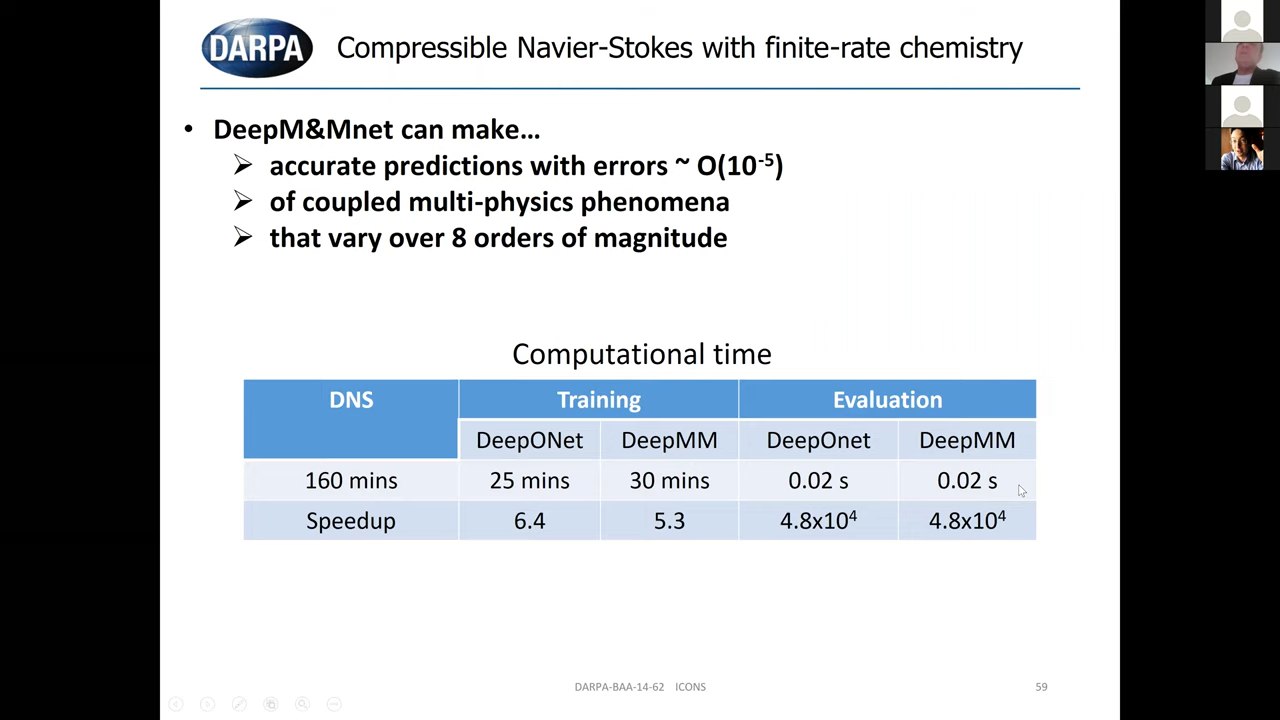 DARPA
Compressible Navier-Stokes with finite-rate chemistry
• DeepM&Mnet can make…
➢ accurate predictions with errors ~ O(10⁻⁵)
➢ of coupled multi-physics phenomena
➢ that vary over 8 orders of magnitude
Computational time
DNS Training Evaluation
DeepONet DeepMM DeepOnet DeepMM
160 mins 25 mins 30 mins 0.02 s 0.02 s
Speedup 6.4 5.3 4.8x10⁴ 4.8x10⁴
DARPA-BAA-14-62 ICONS 59